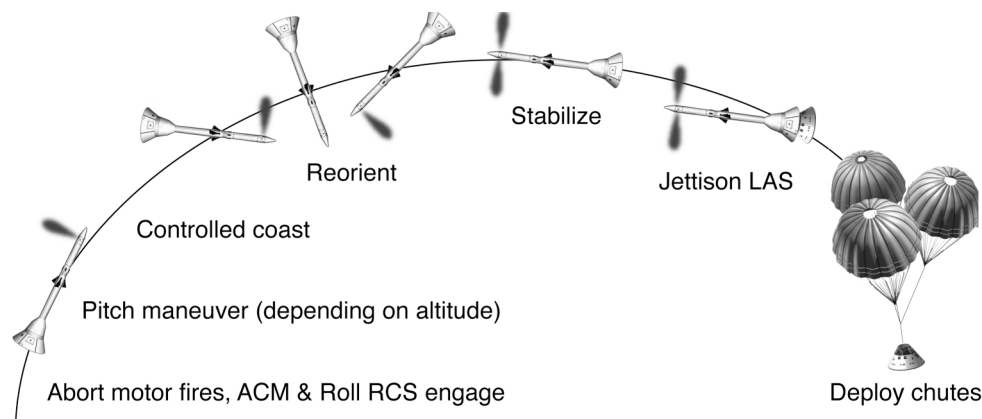 Stabilize
Reorient
Jettison LAS
Controlled coast
Pitch maneuver (depending on altitude)
Abort motor fires, ACM & Roll RCS engage
Deploy chutes